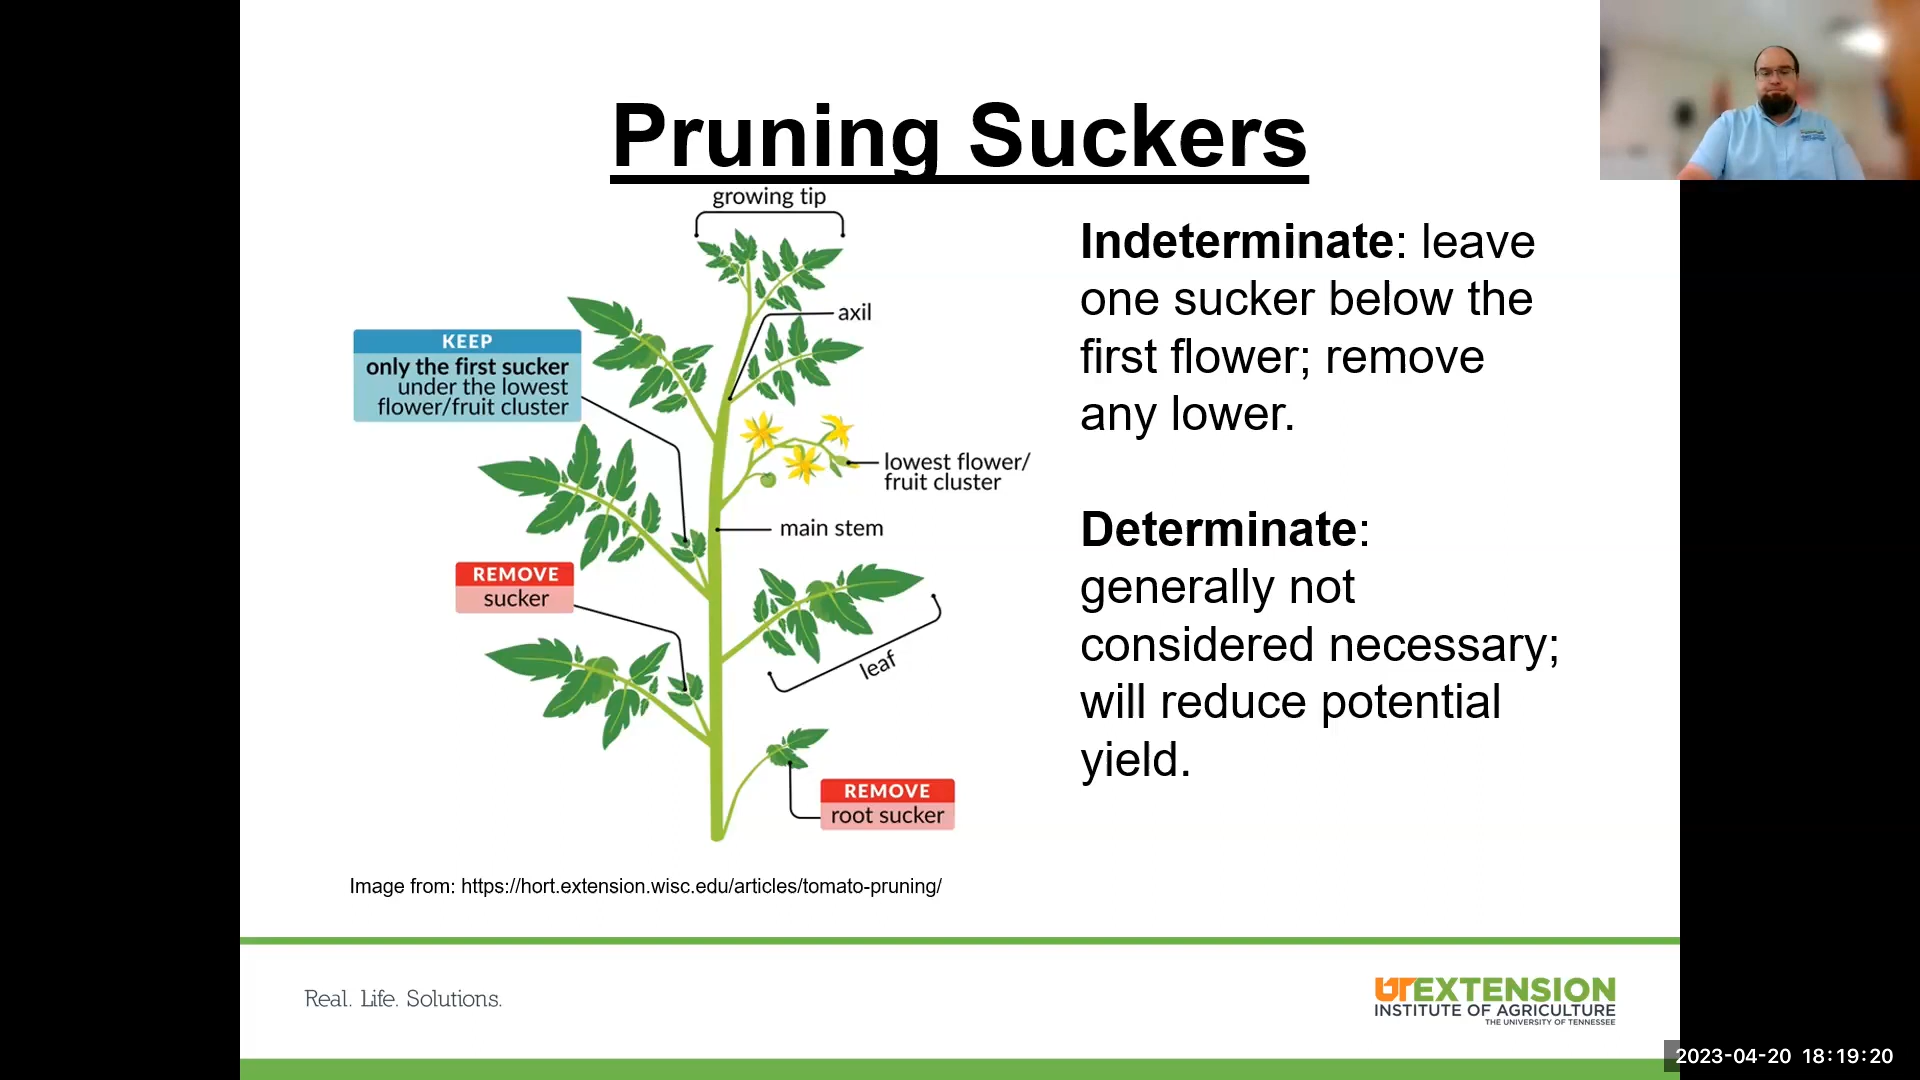 Pruning Suckers
growing tip
axil
KEEP
only the first sucker
under the lowest
flower/fruit cluster
lowest flower/
fruit cluster
main stem
REMOVE
sucker
leaf
REMOVE
root sucker
Image from: https://hort.extension.wisc.edu/articles/tomato-pruning/
Indeterminate: leave
one sucker below the
first flower; remove
any lower.
Determinate:
generally not
considered necessary;
will reduce potential
yield.
Real. Life. Solutions.
UTEXTENSION
INSTITUTE OF AGRICULTURE
THE UNIVERSITY OF TENNESSEE
2023-04-20 18:19:20